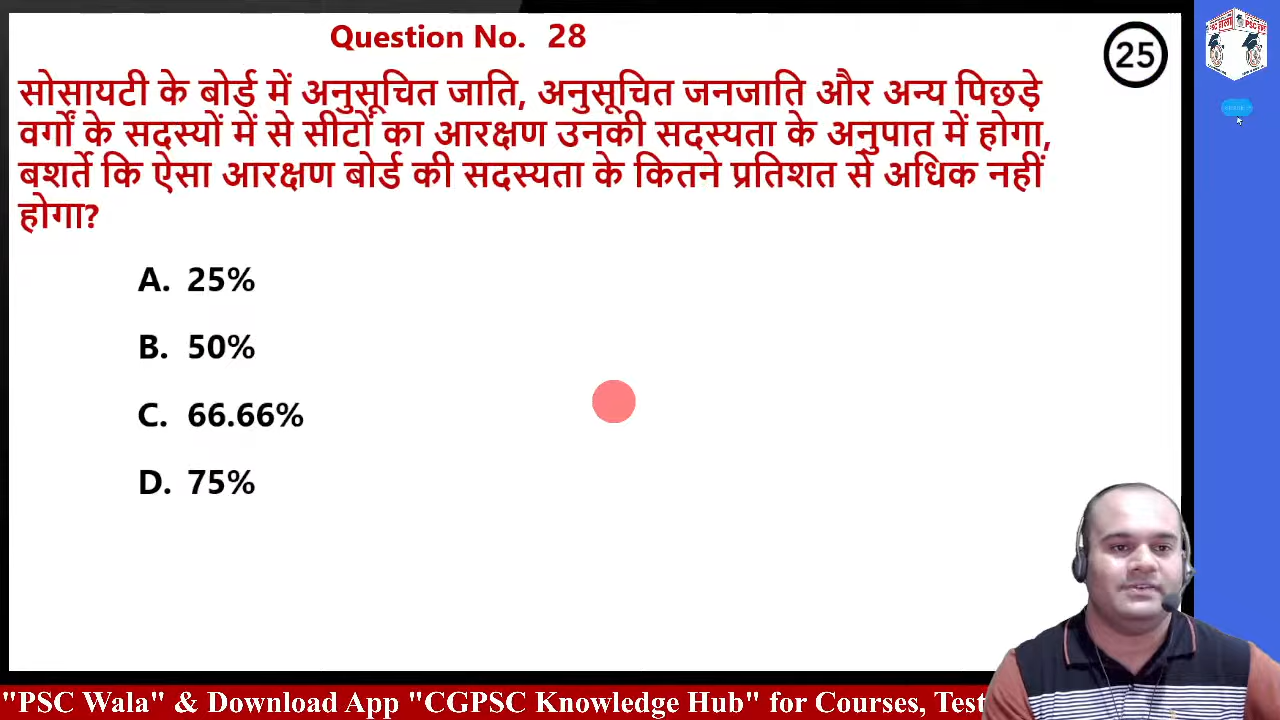 Question No. 28
25
सोसायटी के बोर्ड में अनुसूचित जाति, अनुसूचित जनजाति और अन्य पिछड़े
वर्गों के सदस्यों में से सीटों का आरक्षण उनकी सदस्यता के अनुपात में होगा,
बशर्ते कि ऐसा आरक्षण बोर्ड की सदस्यता के कितने प्रतिशत से अधिक नहीं
होगा?
A. 25%
B. 50%
C. 66.66%
D. 75%
"PSC Wala" & Download App "CGPSC Knowledge Hub" for Courses, Test